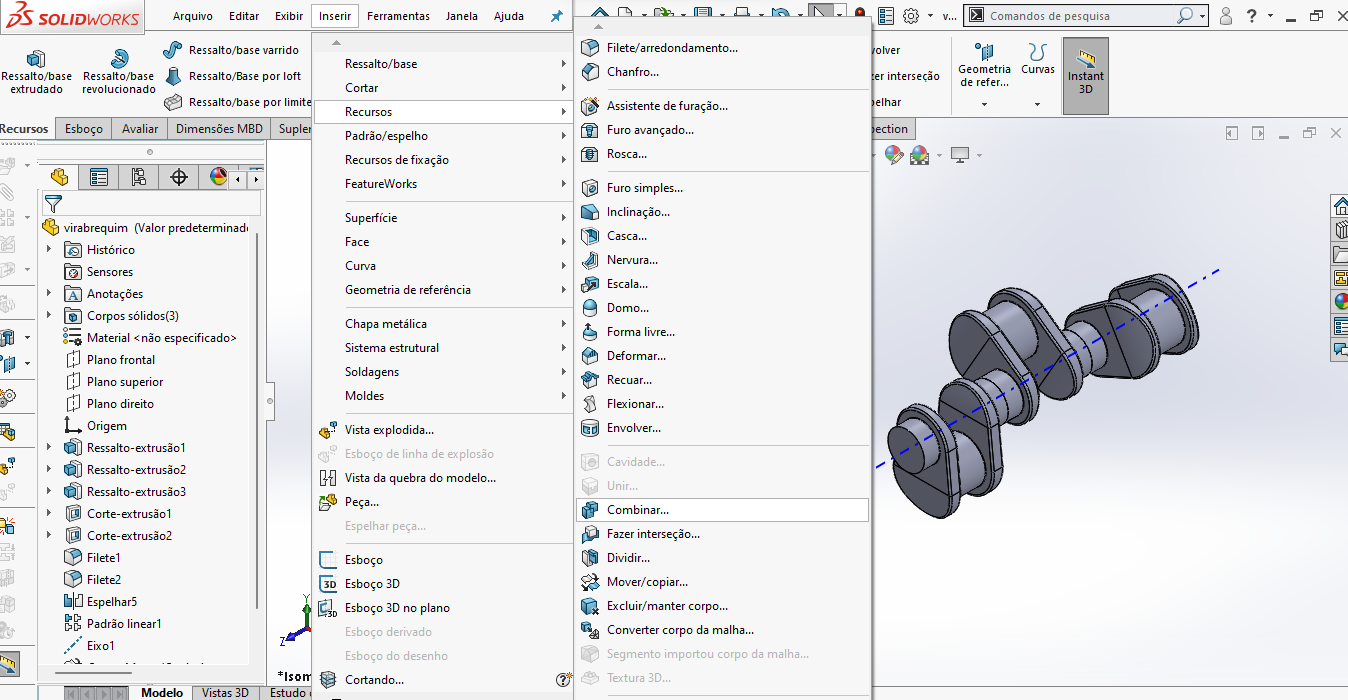 SOLIDWORKS
Arquivo Editar Exibir Inserir Ferramentas Janela Ajuda
v...
Comandos de pesquisa
Ressalto/base extrudado
Ressalto/base revolucionado
Ressalto/base varrido
Ressalto/base por loft
Ressalto/base por limite
volver
zer interseção
pelhar
Geometria de refer...
Curvas
Instant 3D
Recursos Esboço Avaliar Dimensões MBD Supler
pection
virabrequim (Valor predeterminado
Histórico
Sensores
Anotações
Corpos sólidos(3)
Material <não especificado>
Plano frontal
Plano superior
Plano direito
Origem
Ressalto-extrusão1
Ressalto-extrusão2
Ressalto-extrusão3
Corte-extrusão1
Corte-extrusão2
Filete1
Filete2
Espelhar5
Padrão linear1
Eixo1
Modelo Vistas 3D Estudo
Ressalto/base
Cortar
Recursos
Padrão/espelho
Recursos de fixação
FeatureWorks
Superfície
Face
Curva
Geometria de referência
Chapa metálica
Sistema estrutural
Soldagens
Moldes
Vista explodida...
Esboço de linha de explosão
Vista da quebra do modelo...
Peça...
Espelhar peça...
Esboço
3D Esboço 3D
3D Esboço 3D no plano
Esboço derivado
Esboço do desenho
Cortando...
Y
Z
*Isom
Filete/arredondamento...
Chanfro...
Assistente de furação...
Furo avançado...
Rosca...
Furo simples...
Inclinação...
Casca...
Nervura...
Escala...
Domo...
Forma livre...
Deformar...
Recuar...
Flexionar...
Envolver...
Cavidade...
Unir...
Combinar...
Fazer interseção...
Dividir...
Mover/copiar...
Excluir/manter corpo...
Converter corpo da malha...
Segmento importou corpo da malha...
Textura 3D...